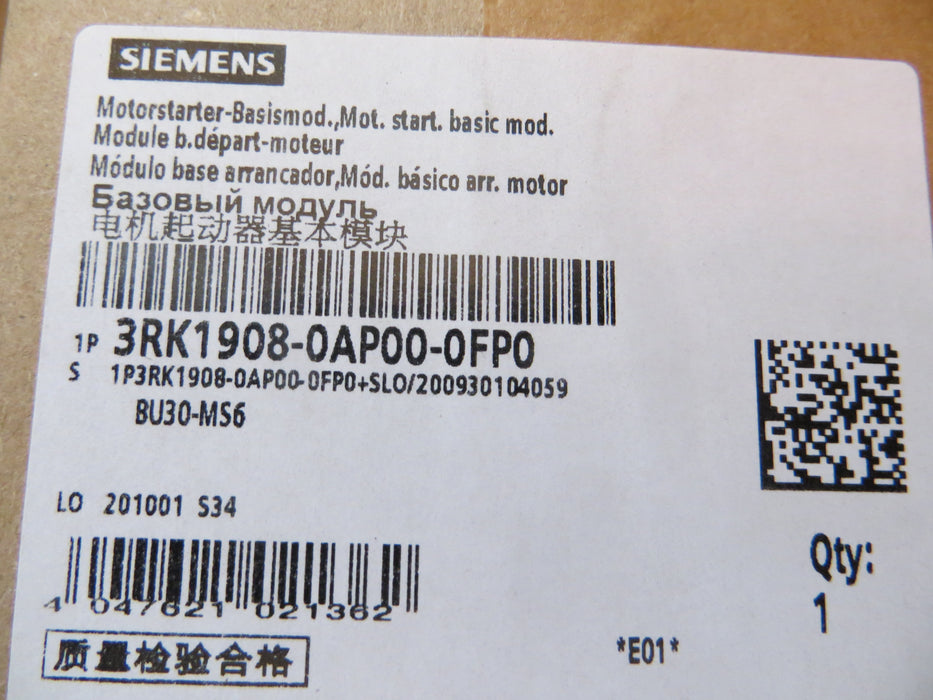 SIEMENS
Motorstarter-Basismod.,Mot. start. basic mod.
Module b.départ-moteur
Módulo base arrancador,Mód. básico arr. motor
Базовый модуль
电机起动器基本模块
1P 3RK1908-0AP00-0FP0
S 1P3RK1908-0AP00-0FP0+SLO/200930104059
BU30-MS6
LO 201001 S34
Qty:
1
4 047621 021362
质量检验合格
*E01*